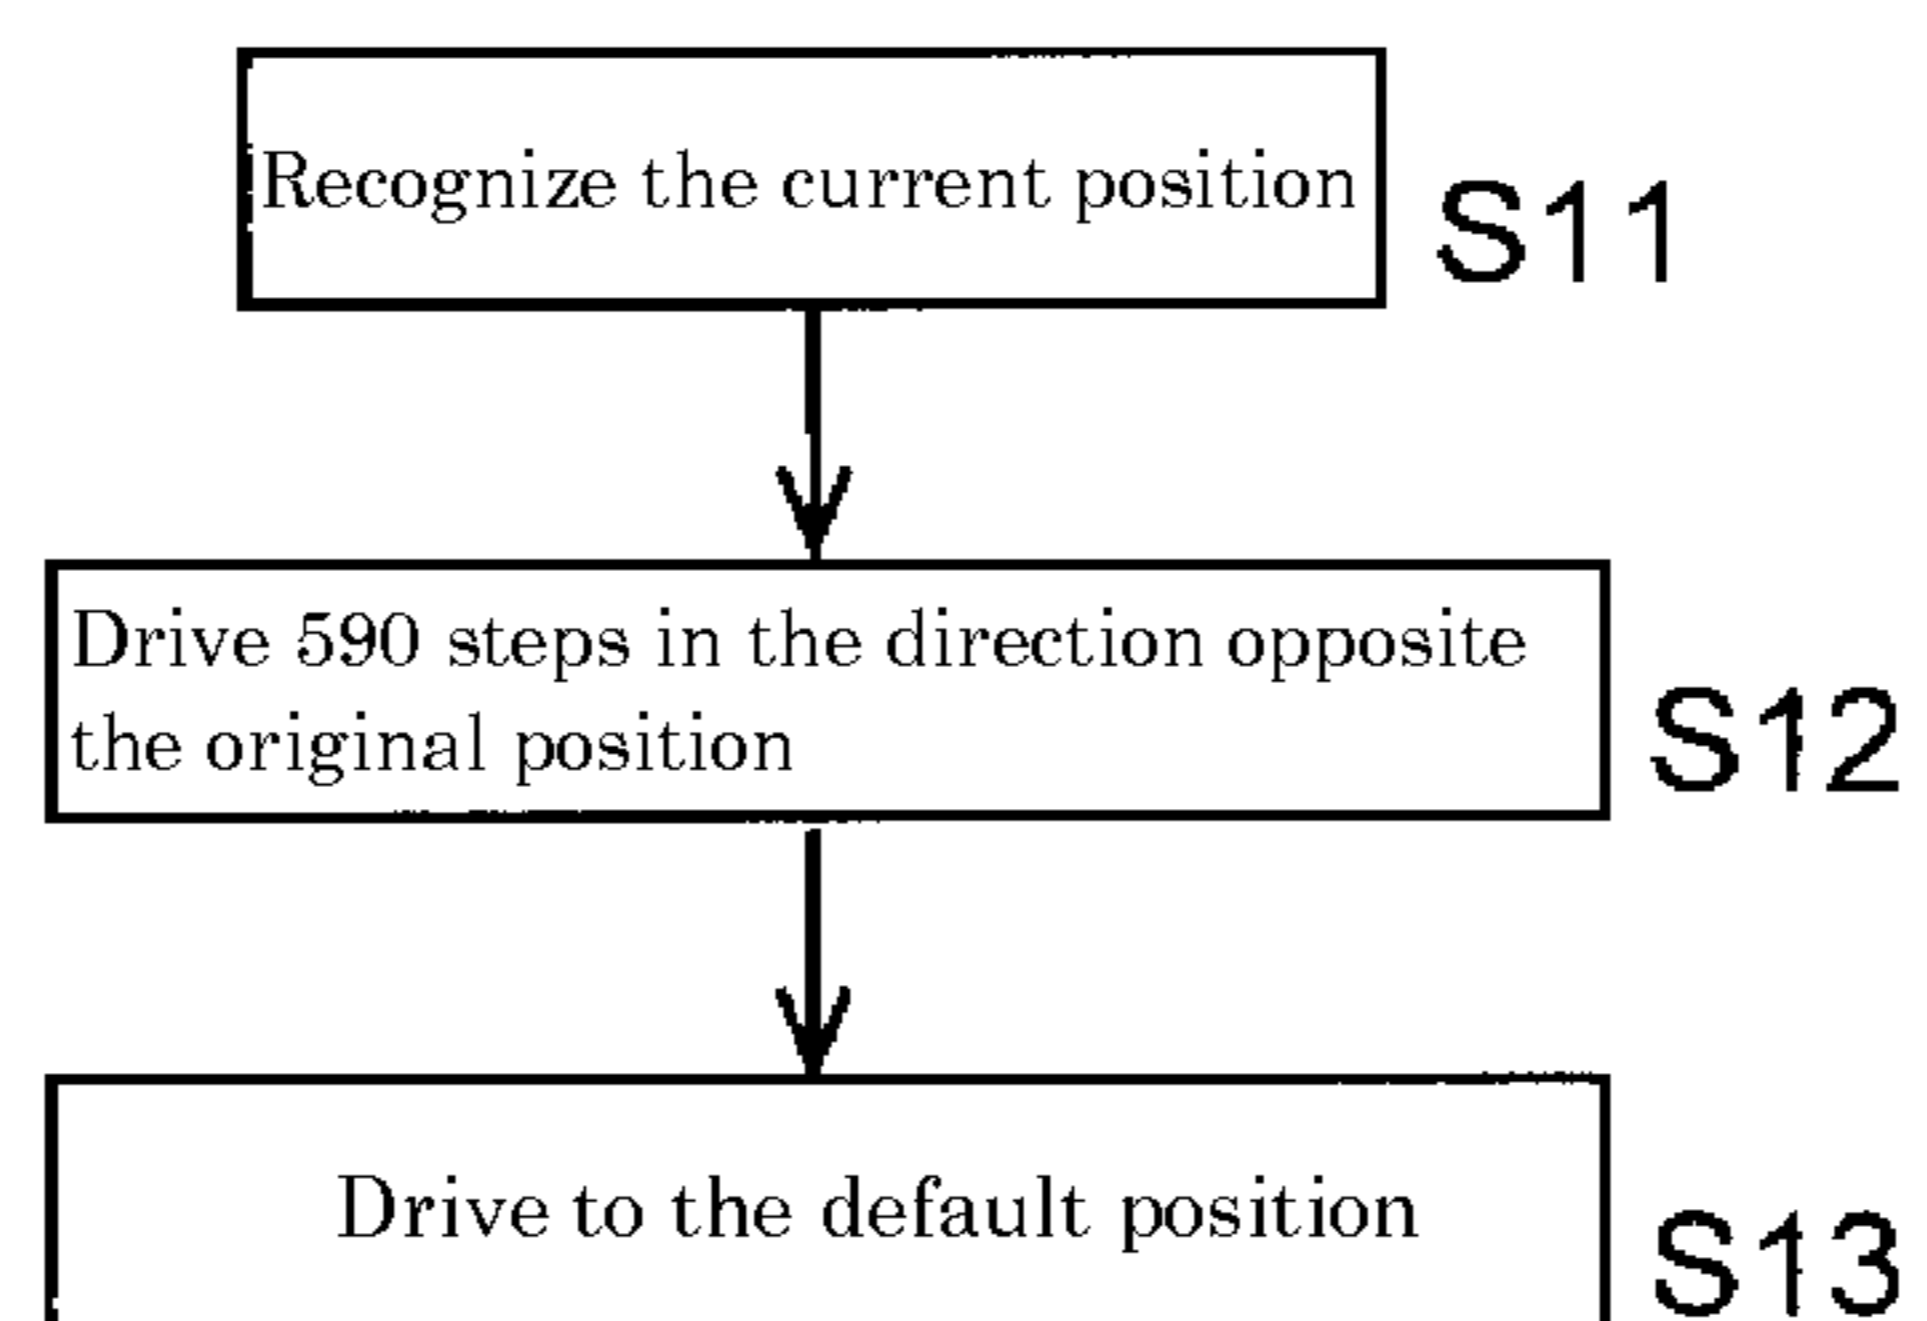 Recognize the current position
S11
Drive 590 steps in the direction opposite
the original position
S12
Drive to the default position
S13